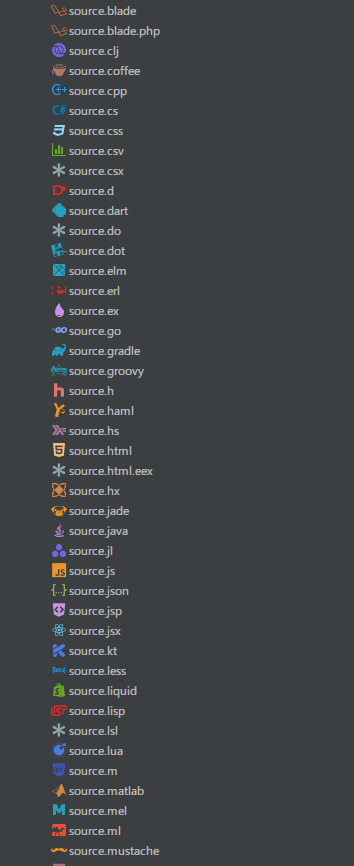 source.blade
source.blade.php
source.clj
source.coffee
source.cpp
source.cs
source.css
source.csv
source.csx
source.d
source.dart
source.do
source.dot
source.elm
source.erl
source.ex
source.go
source.gradle
source.groovy
source.h
source.haml
source.hs
source.html
source.html.eex
source.hx
source.jade
source.java
source.jl
source.js
source.json
source.jsp
source.jsx
source.kt
source.less
source.liquid
source.lisp
source.lsl
source.lua
source.m
source.matlab
source.mel
source.ml
source.mustache